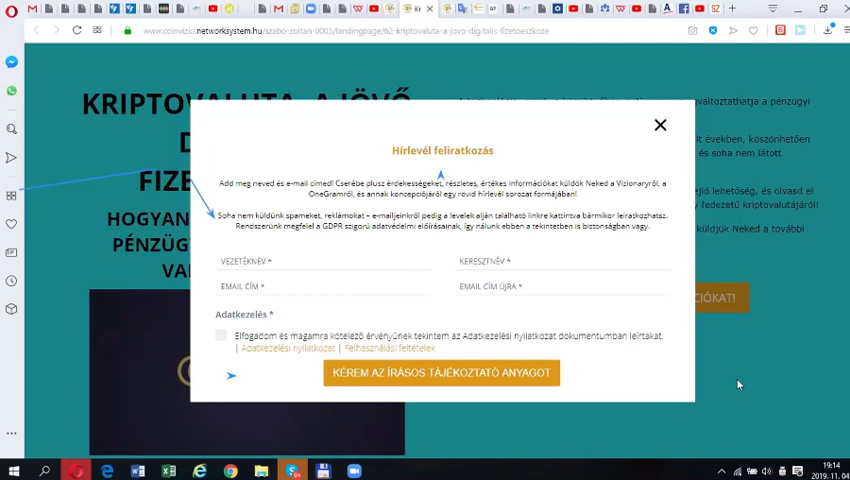 www.coinvizio.networksystem.hu/szabo-zoltan-0005/landingpage/62-kriptovaluta-a-jovo-digitalis-fizetoeszkoze
KRIPTOVALUTA, A JÖVŐ
HOGYAN
PÉNZÜG
VA
Hírlevél feliratkozás
Add meg neved és e-mail címed! Cserébe plusz érdekességeket, részletes, értékes információkat küldök Neked a Vizionaryről, a
OneGramról, és annak koncepciójáról egy rövid hírlevél sorozat formájában!
Soha nem küldünk spameket, reklámokat – e-mailjeinkről pedig a levelek alján található linkre kattintva bármikor leiratkozhatsz.
Rendszerünk megfelel a GDPR szigorú adatvédelmi előírásainak, így nálunk ebben a tekintetben is biztonságban vagy.
VEZETÉKNÉV *
KERESZTNÉV *
EMAIL CÍM *
EMAIL CÍM ÚJRA *
Adatkezelés *
Elfogadom és magamra kötelező érvényűnek tekintem az Adatkezelési nyilatkozat dokumentumban leírtakat.
| Adatkezelési nyilatkozat | Felhasználási feltételek
KÉREM AZ ÍRÁSOS TÁJÉKOZTATÓ ANYAGOT
változtathatja a pénzügyi
lt években, köszönhetően
és soha nem látott
ejlő lehetőség, és olvasd el
fedezetű kriptovalutájáról!
küldjük Neked a további
CIÓKAT!
19:14
2019. 11. 04